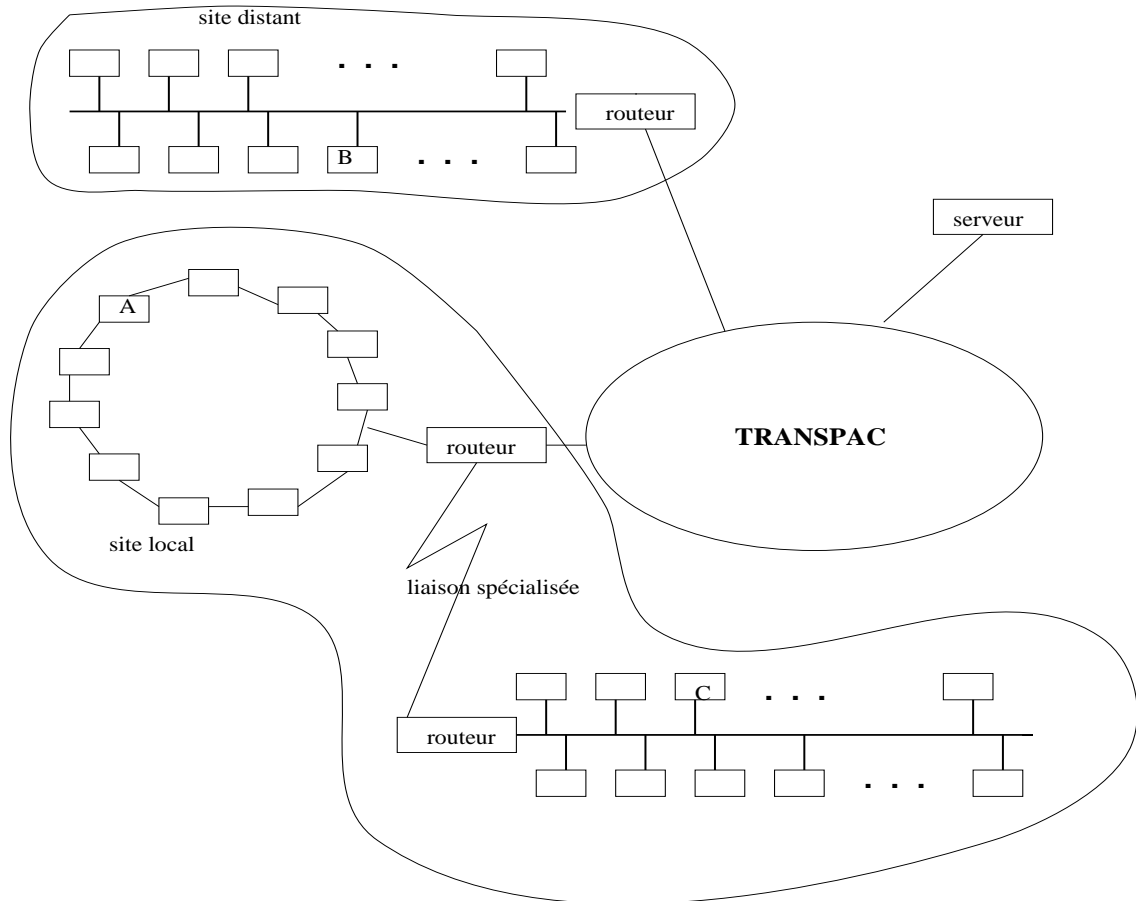 site distant
routeur
B
serveur
A
TRANSPAC
routeur
site local
liaison spécialisée
C
routeur